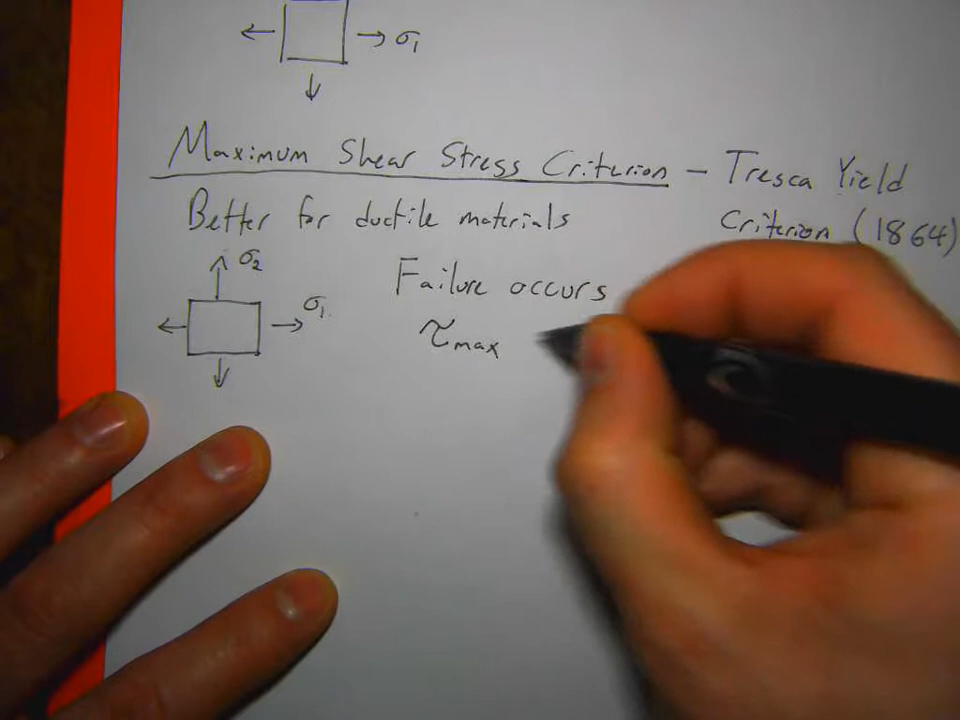 σ1
Maximum Shear Stress Criterion – Tresca Yield
Criterion (1864)
Better for ductile materials
σ2
σ1
Failure occurs
τmax